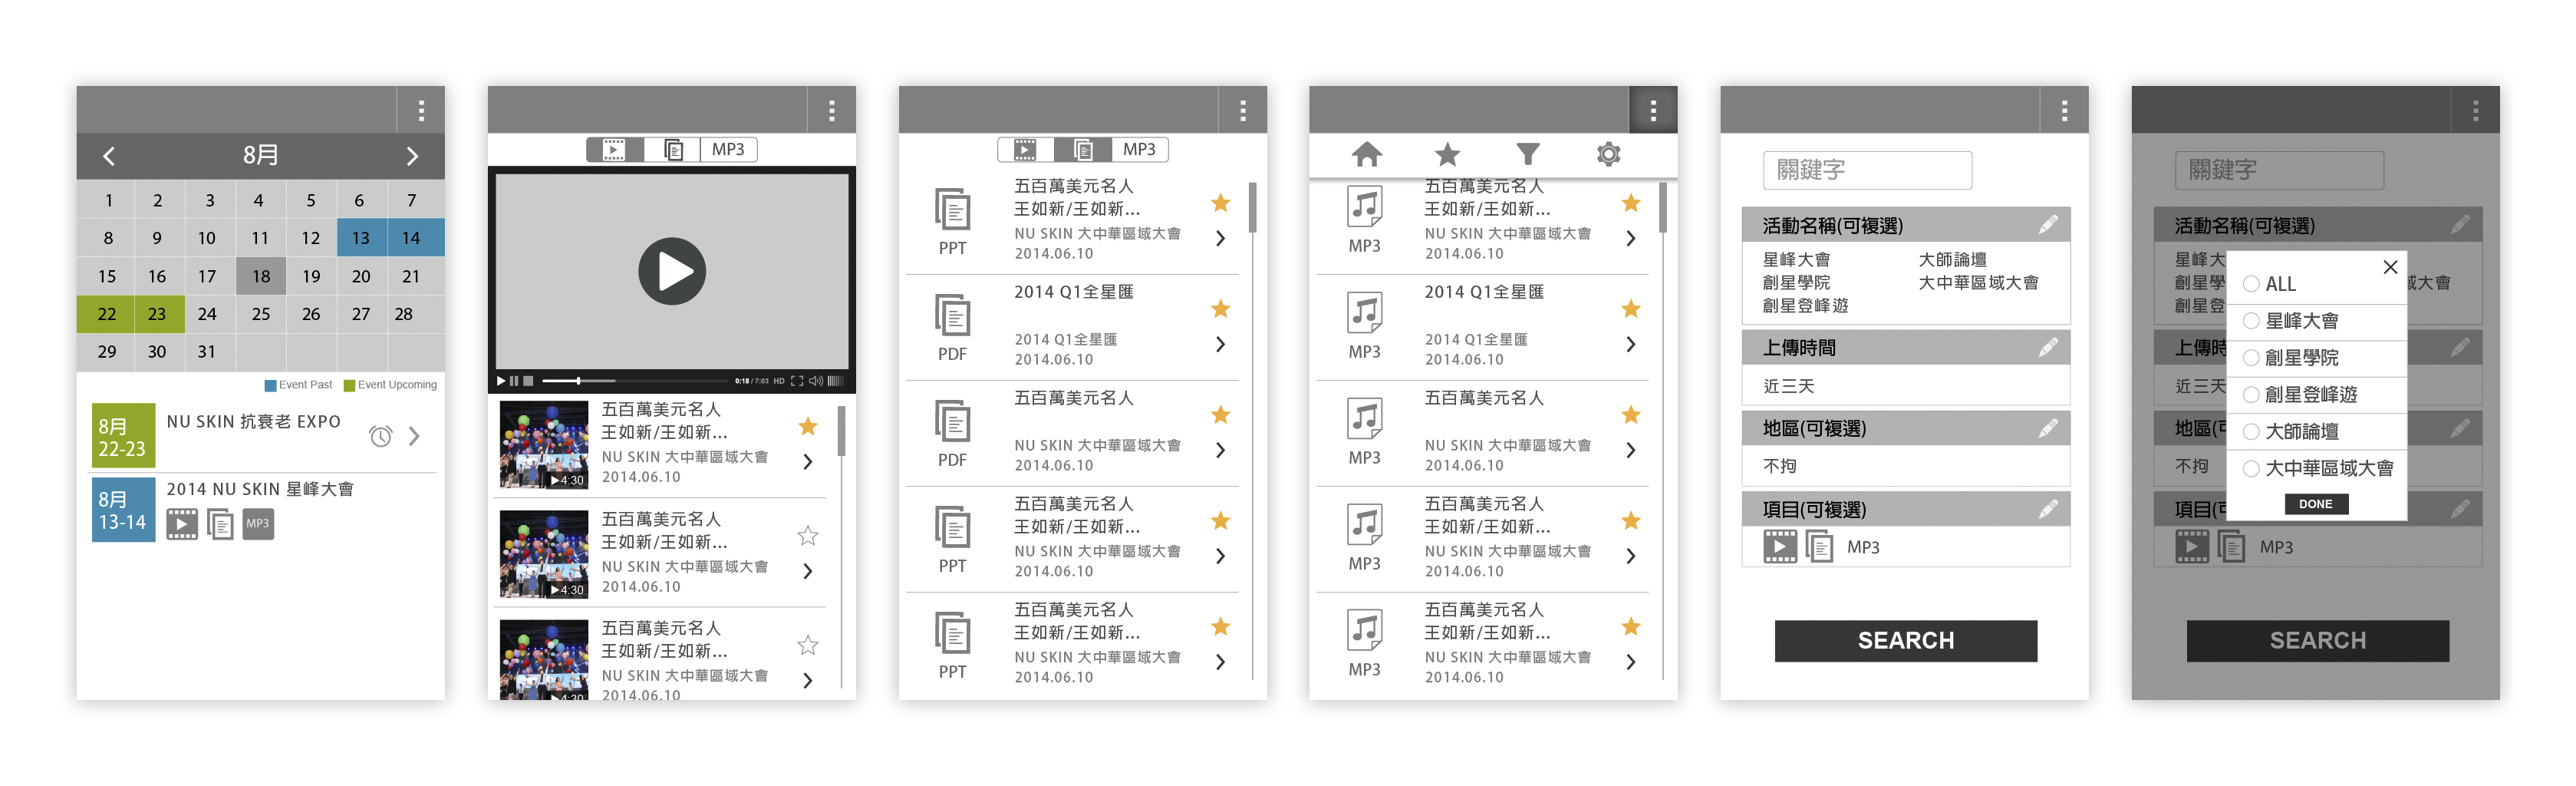 8月
1 2 3 4 5 6 7
8 9 10 11 12 13 14
15 16 17 18 19 20 21
22 23 24 25 26 27 28
29 30 31
Event Past Event Upcoming
8月
22-23
NU SKIN 抗衰老 EXPO
8月
13-14
2014 NU SKIN 星峰大會
MP3
MP3
0:18 / 7:03 HD
五百萬美元名人
王如新/王如新...
NU SKIN 大中華區域大會
2014.06.10
4:30
五百萬美元名人
王如新/王如新...
NU SKIN 大中華區域大會
2014.06.10
4:30
五百萬美元名人
王如新/王如新...
NU SKIN 大中華區域大會
2014.06.10
4:30
MP3
PPT
五百萬美元名人
王如新/王如新...
NU SKIN 大中華區域大會
2014.06.10
PDF
2014 Q1全星匯
2014 Q1全星匯
2014.06.10
PDF
五百萬美元名人
NU SKIN 大中華區域大會
2014.06.10
PPT
五百萬美元名人
王如新/王如新...
NU SKIN 大中華區域大會
2014.06.10
PPT
五百萬美元名人
王如新/王如新...
NU SKIN 大中華區域大會
2014.06.10
MP3
五百萬美元名人
王如新/王如新...
NU SKIN 大中華區域大會
2014.06.10
MP3
2014 Q1全星匯
2014 Q1全星匯
2014.06.10
MP3
五百萬美元名人
NU SKIN 大中華區域大會
2014.06.10
MP3
五百萬美元名人
王如新/王如新...
NU SKIN 大中華區域大會
2014.06.10
MP3
五百萬美元名人
王如新/王如新...
NU SKIN 大中華區域大會
2014.06.10
關鍵字
活動名稱(可複選)
星峰大會 大師論壇
創星學院 大中華區域大會
創星登峰遊
上傳時間
近三天
地區(可複選)
不拘
項目(可複選)
MP3
SEARCH
關鍵字
活動名稱(可複選)
星峰大
創星學 域大會
創星登
上傳時
近三天
地區(可
不拘
項目(可
MP3
SEARCH
ALL
星峰大會
創星學院
創星登峰遊
大師論壇
大中華區域大會
DONE